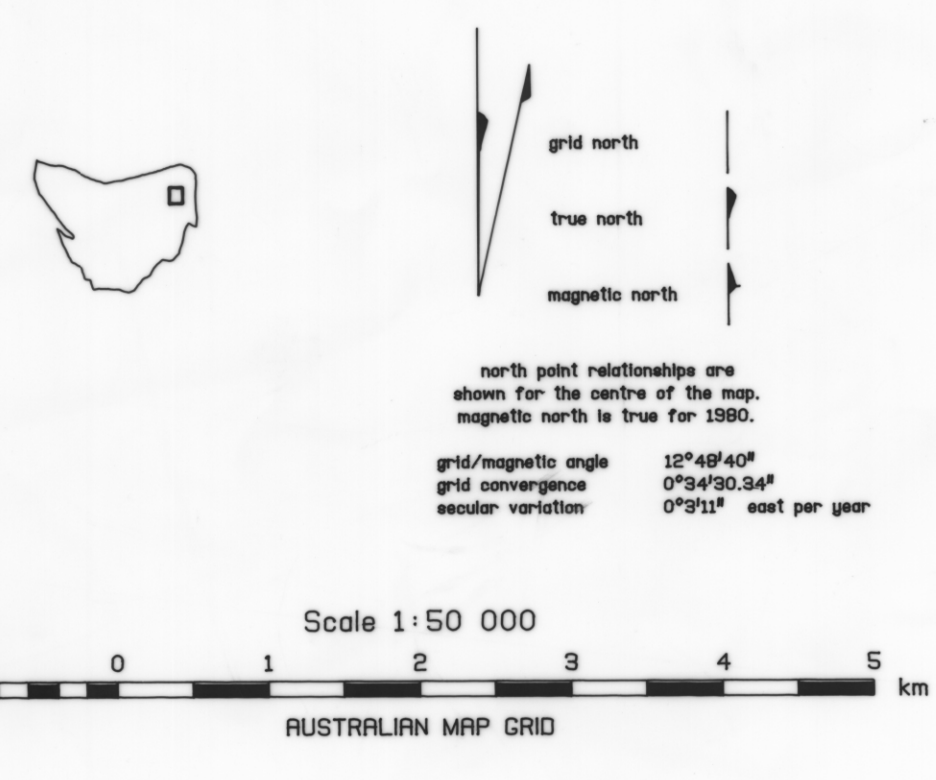 grid north
true north
magnetic north
north point relationships are
shown for the centre of the map.
magnetic north is true for 1980.
grid/magnetic angle 12°48'40"
grid convergence 0°34'30.34"
secular variation 0°3'11" east per year
Scale 1:50 000
0 1 2 3 4 5 km
AUSTRALIAN MAP GRID